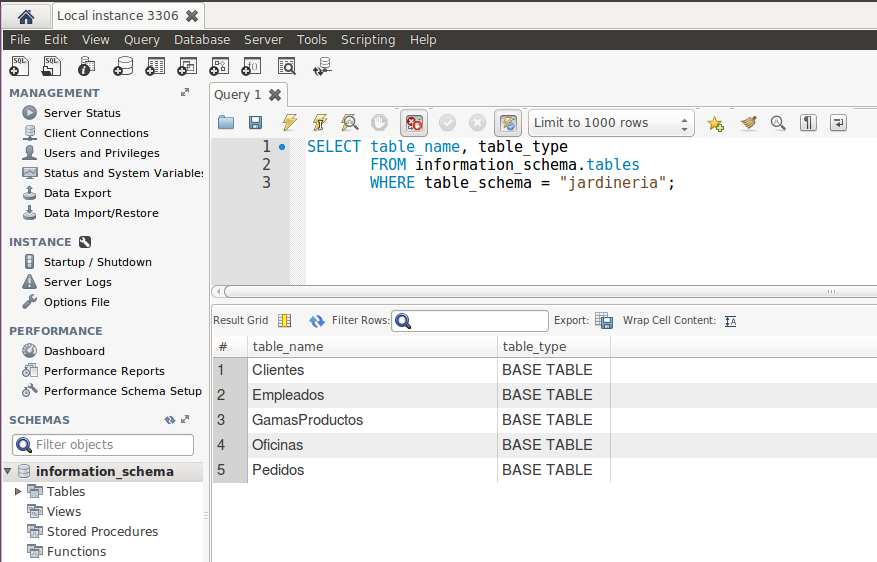 Local instance 3306
File Edit View Query Database Server Tools Scripting Help
MANAGEMENT
Server Status
Client Connections
Users and Privileges
Status and System Variables
Data Export
Data Import/Restore
INSTANCE
Startup / Shutdown
Server Logs
Options File
PERFORMANCE
Dashboard
Performance Reports
Performance Schema Setup
SCHEMAS
Filter objects
information_schema
Tables
Views
Stored Procedures
Functions
Query 1
Limit to 1000 rows
1 SELECT table_name, table_type
2 FROM information_schema.tables
3 WHERE table_schema = "jardineria";
Result Grid Filter Rows: Export: Wrap Cell Content:
# table_name table_type
1 Clientes BASE TABLE
2 Empleados BASE TABLE
3 GamasProductos BASE TABLE
4 Oficinas BASE TABLE
5 Pedidos BASE TABLE